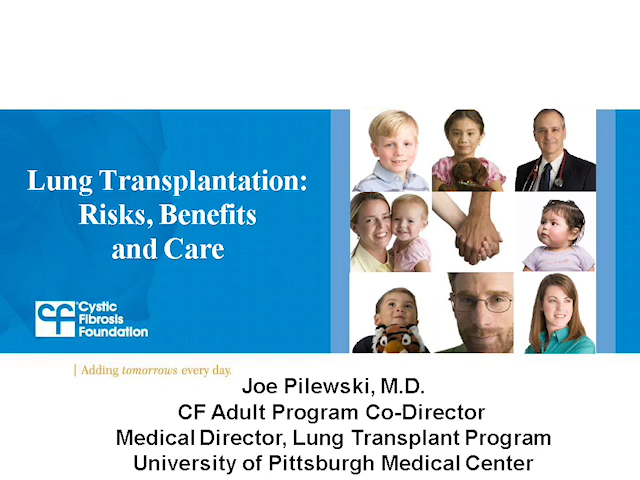 Lung Transplantation:
Risks, Benefits
and Care
CF
Cystic
Fibrosis
Foundation
Adding tomorrows every day.
Joe Pilewski, M.D.
CF Adult Program Co-Director
Medical Director, Lung Transplant Program
University of Pittsburgh Medical Center